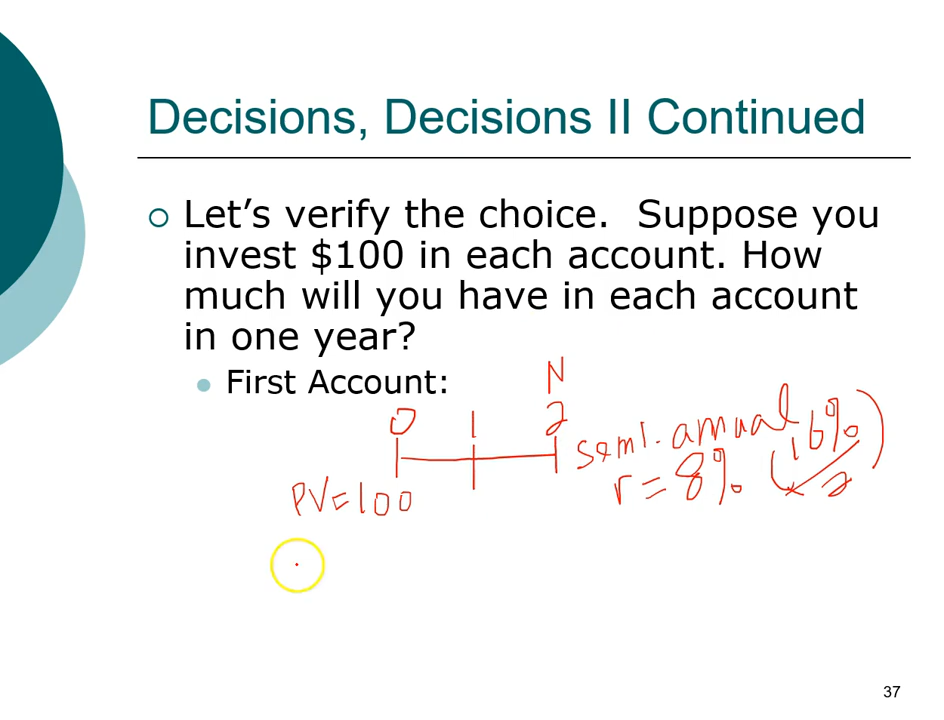 Decisions, Decisions II Continued
Let's verify the choice. Suppose you
invest $100 in each account. How
much will you have in each account
in one year?
First Account:
N
0 1 2
semi-annual
r = 8% (16%/2)
PV=100
37